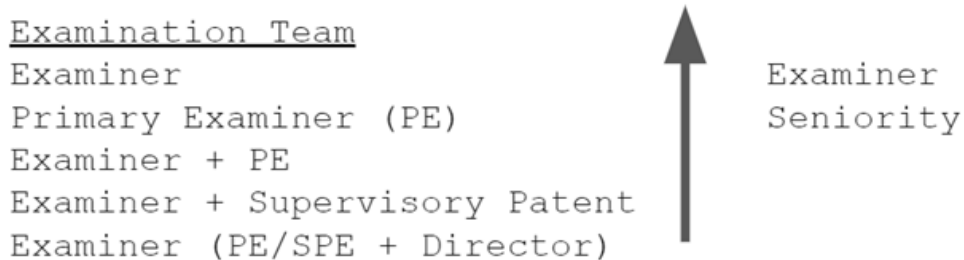 Examination Team
Examiner
Primary Examiner (PE)
Examiner + PE
Examiner + Supervisory Patent
Examiner (PE/SPE + Director)
Examiner
Seniority